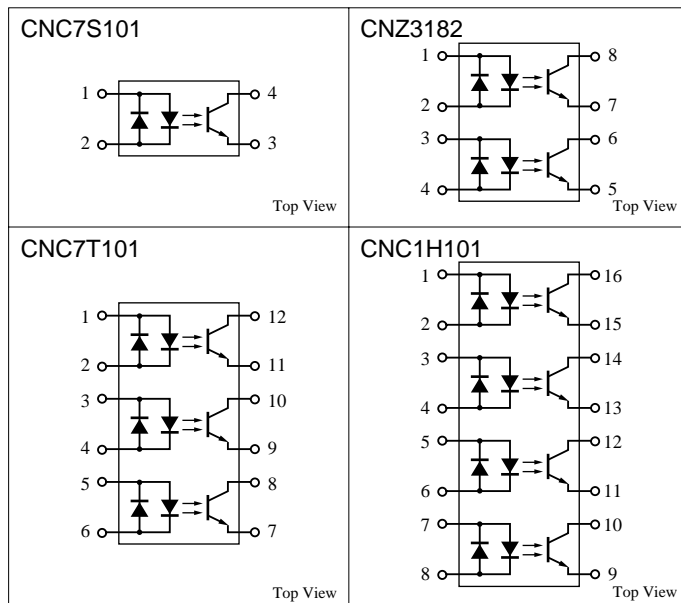 CNC7S101
1 4
2 3
Top View
CNZ3182
1 8
2 7
3 6
4 5
Top View
CNC7T101
1 12
2 11
3 10
4 9
5 8
6 7
Top View
CNC1H101
1 16
2 15
3 14
4 13
5 12
6 11
7 10
8 9
Top View